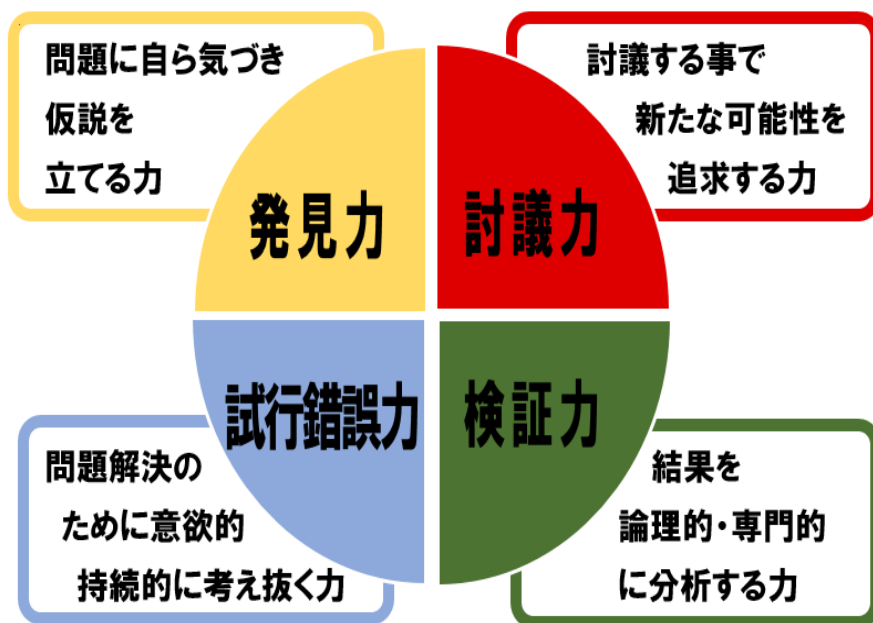 問題に自ら気づき
仮説を
立てる力
発見力
討議する事で
新たな可能性を
追求する力
討議力
試行錯誤力
問題解決の
ために意欲的
持続的に考え抜く力
検証力
結果を
論理的・専門的
に分析する力